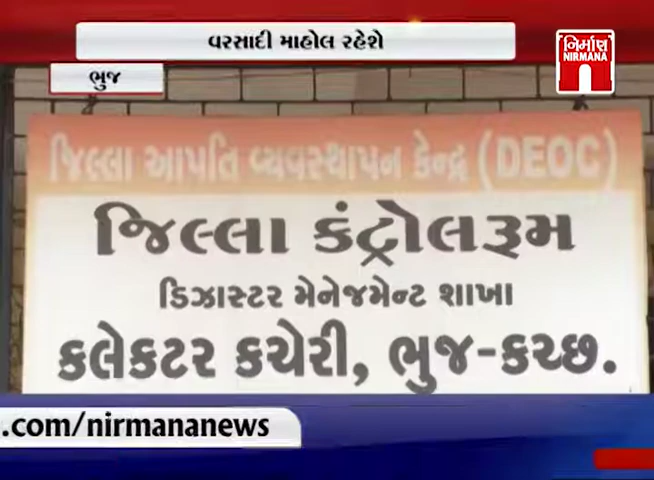 વરસાદી માહોલ રહેશે
નિર્માણ
NIRMANA
ભુજ
જિલ્લા આપતિ વ્યવસ્થાપન કેન્દ્ર (DEOC)
જિલ્લા કંટ્રોલરૂમ
ડિઝાસ્ટર મેનેજમેન્ટ શાખા
કલેકટર કચેરી, ભુજ-કચ્છ.
.com/nirmananews